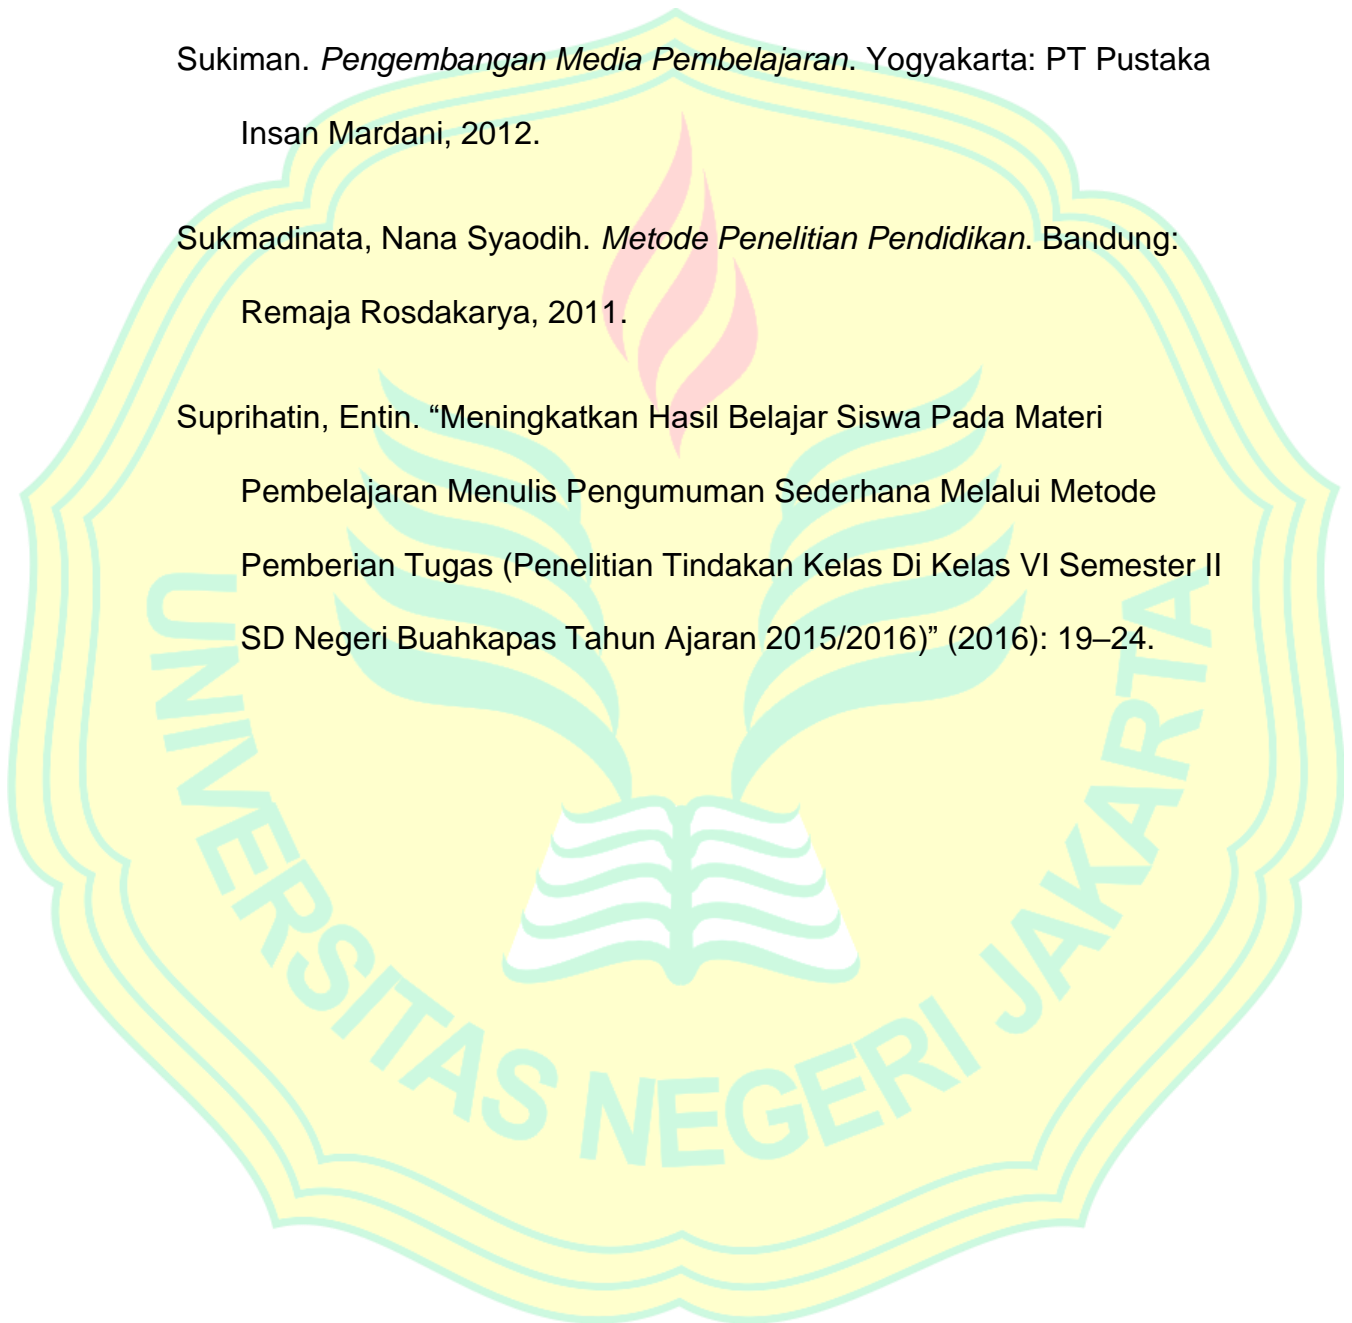 Sukiman. Pengembangan Media Pembelajaran. Yogyakarta: PT Pustaka
Insan Mardani, 2012.
Sukmadinata, Nana Syaodih. Metode Penelitian Pendidikan. Bandung:
Remaja Rosdakarya, 2011.
Suprihatin, Entin. “Meningkatkan Hasil Belajar Siswa Pada Materi
Pembelajaran Menulis Pengumuman Sederhana Melalui Metode
Pemberian Tugas (Penelitian Tindakan Kelas Di Kelas VI Semester II
SD Negeri Buahkapas Tahun Ajaran 2015/2016)” (2016): 19–24.
UNIVERSITAS NEGERI JAKARTA